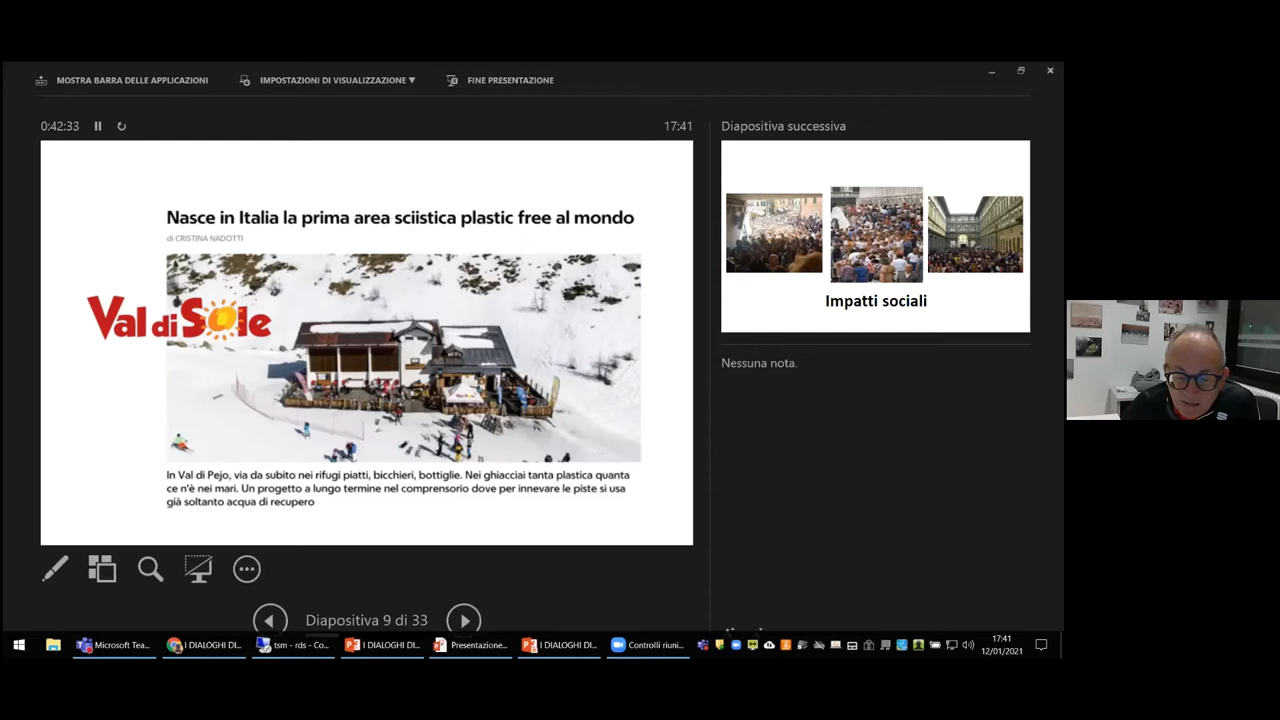 MOSTRA BARRA DELLE APPLICAZIONI
IMPOSTAZIONI DI VISUALIZZAZIONE ▼
FINE PRESENTAZIONE
0:42:33
17:41
Diapositiva successiva
Nasce in Italia la prima area sciistica plastic free al mondo
di CRISTINA NADOTTI
Val di Sole
In Val di Pejo, via da subito nei rifugi piatti, bicchieri, bottiglie. Nei ghiacciai tanta plastica quanta
ce n'è nei mari. Un progetto a lungo termine nel comprensorio dove per innevare le piste si usa
già soltanto acqua di recupero
Impatti sociali
Nessuna nota.
Diapositiva 9 di 33
Microsoft Tea...
I DIALOGHI DI...
tsm - rds - Co...
I DIALOGHI DI...
Presentazione...
I DIALOGHI DI...
Controlli riuni...
17:41
12/01/2021